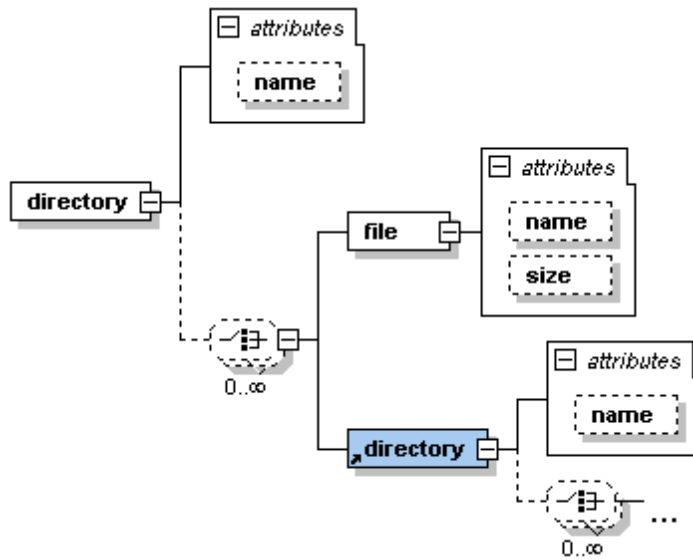 attributes
name
directory
attributes
file
name
size
0..∞
attributes
directory
name
...
0..∞